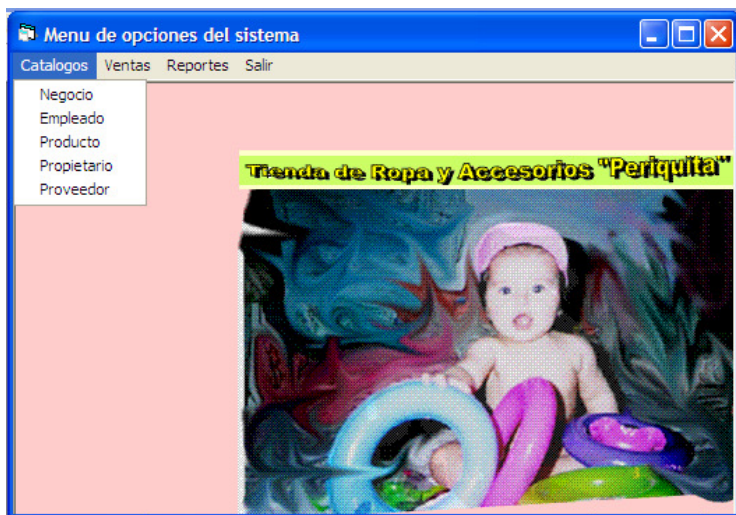 Menu de opciones del sistema
Catalogos Ventas Reportes Salir
Negocio
Empleado
Producto
Propietario
Proveedor
Tienda de Ropa y Accesorios "Periquita"